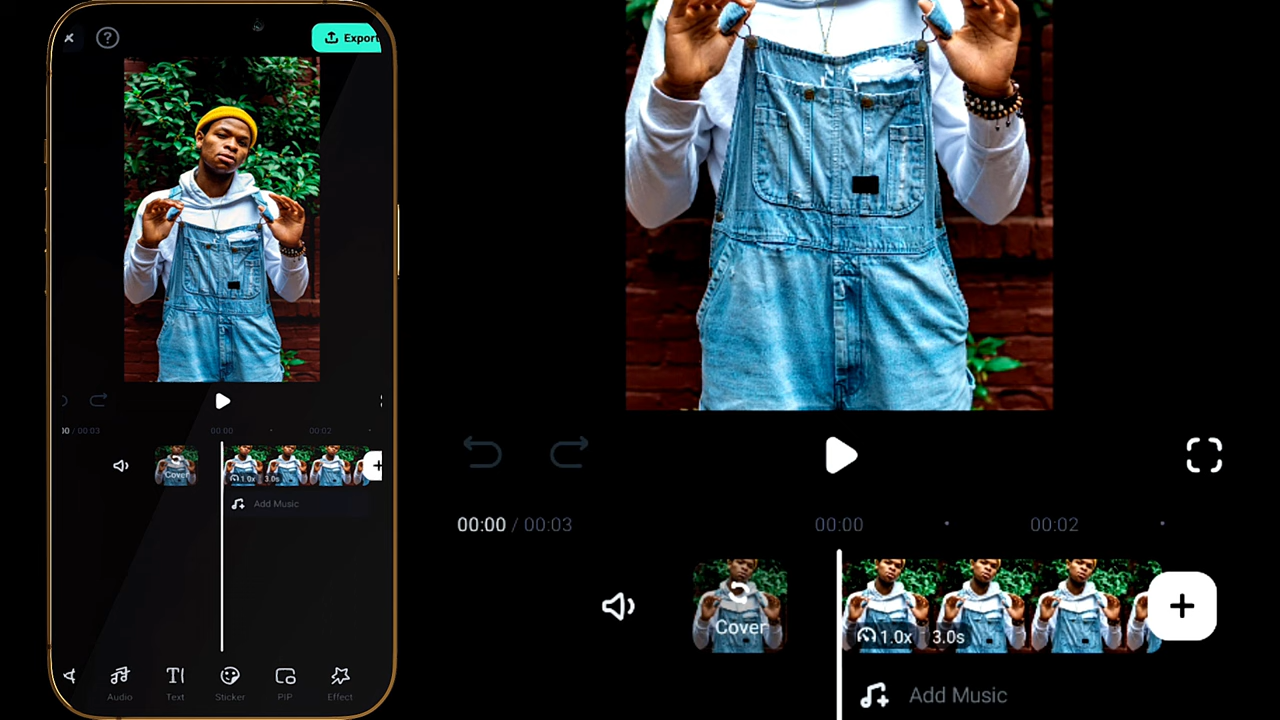 Export
00 / 00:03
00:00
00:02
Cover
1.0x
3.0s
Add Music
Audio
Text
Sticker
PIP
Effect
00:00 / 00:03
00:00
00:02
Cover
1.0x
3.0s
Add Music